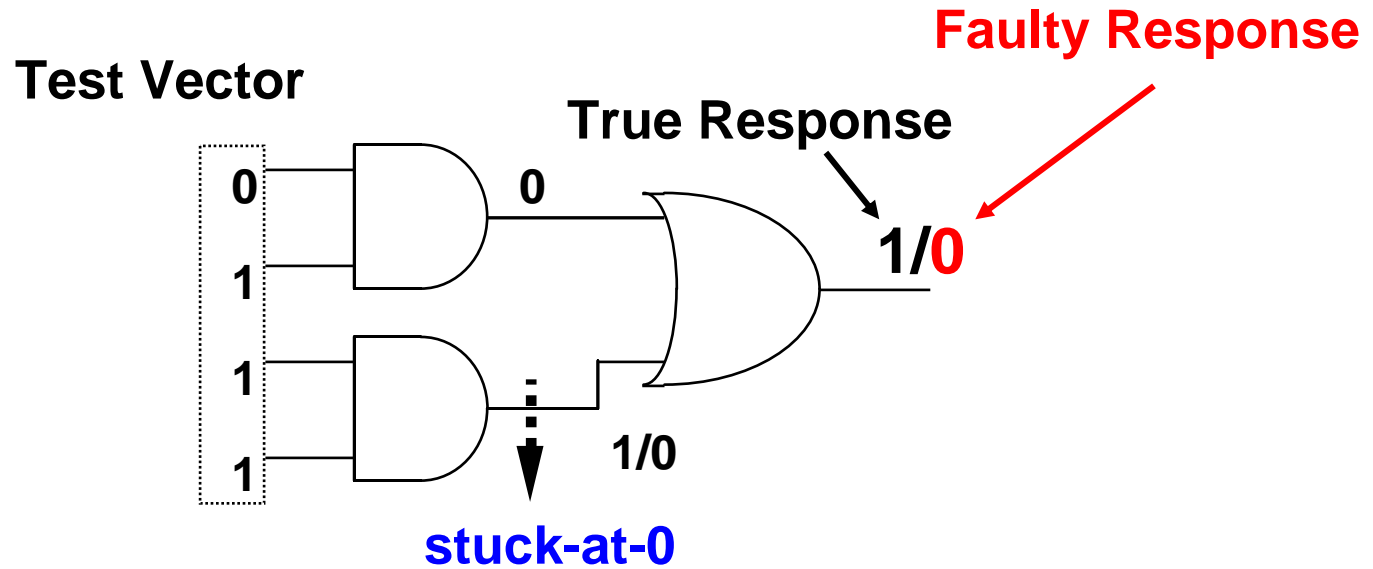 Faulty Response
Test Vector
True Response
0
0
1/0
1
1
1/0
1
stuck-at-0